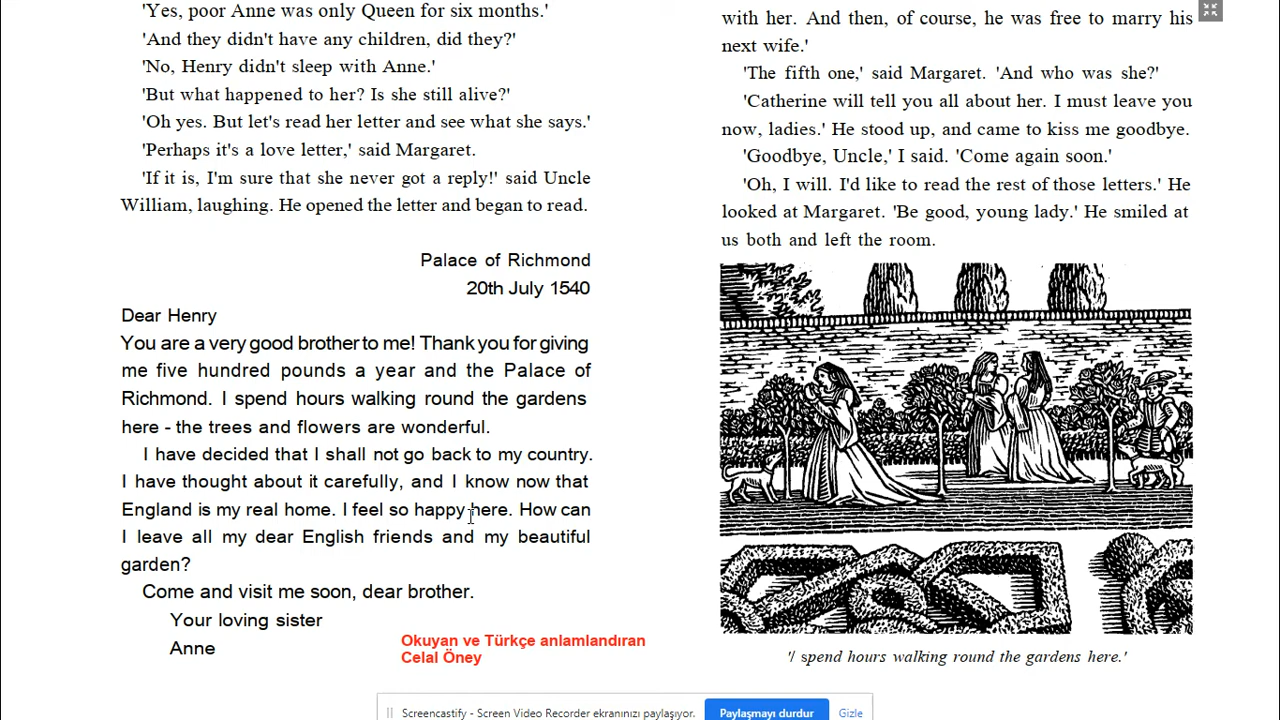 'Yes, poor Anne was only Queen for six months.'
'And they didn't have any children, did they?'
'No, Henry didn't sleep with Anne.'
'But what happened to her? Is she still alive?'
'Oh yes. But let's read her letter and see what she says.'
'Perhaps it's a love letter,' said Margaret.
'If it is, I'm sure that she never got a reply!' said Uncle
William, laughing. He opened the letter and began to read.
Palace of Richmond
20th July 1540
Dear Henry
You are a very good brother to me! Thank you for giving
me five hundred pounds a year and the Palace of
Richmond. I spend hours walking round the gardens
here - the trees and flowers are wonderful.
I have decided that I shall not go back to my country.
I have thought about it carefully, and I know now that
England is my real home. I feel so happy here. How can
I leave all my dear English friends and my beautiful
garden?
Come and visit me soon, dear brother.
Your loving sister
Anne
Okuyan ve Türkçe anlamlandıran
Celal Öney
with her. And then, of course, he was free to marry his
next wife.'
'The fifth one,' said Margaret. 'And who was she?'
'Catherine will tell you all about her. I must leave you
now, ladies.' He stood up, and came to kiss me goodbye.
'Goodbye, Uncle,' I said. 'Come again soon.'
'Oh, I will. I'd like to read the rest of those letters.' He
looked at Margaret. 'Be good, young lady.' He smiled at
us both and left the room.
'/ spend hours walking round the gardens here.'
Screencastify - Screen Video Recorder ekranınızı paylaşıyor.
Paylaşmayı durdur
Gizle